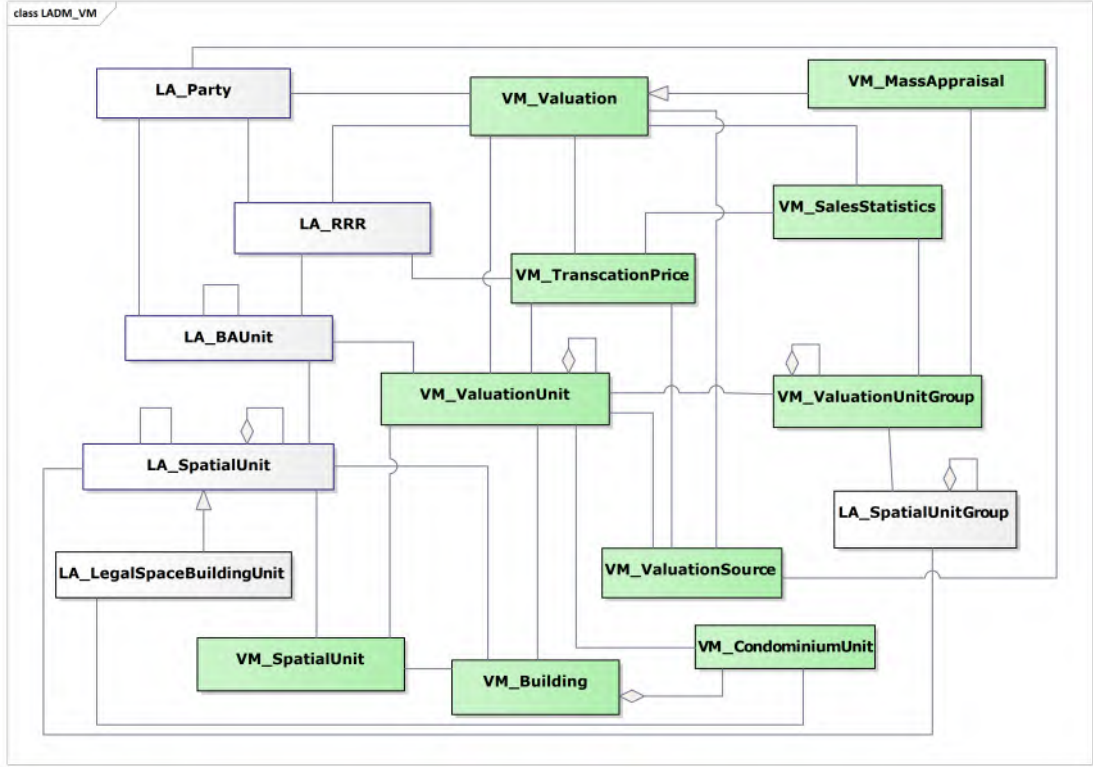 class LADM_VM
LA_Party
VM_Valuation
VM_MassAppraisal
LA_RRR
VM_SalesStatistics
VM_TranscationPrice
LA_BAUnit
VM_ValuationUnit
VM_ValuationUnitGroup
LA_SpatialUnit
LA_SpatialUnitGroup
LA_LegalSpaceBuildingUnit
VM_ValuationSource
VM_SpatialUnit
VM_CondominiumUnit
VM_Building